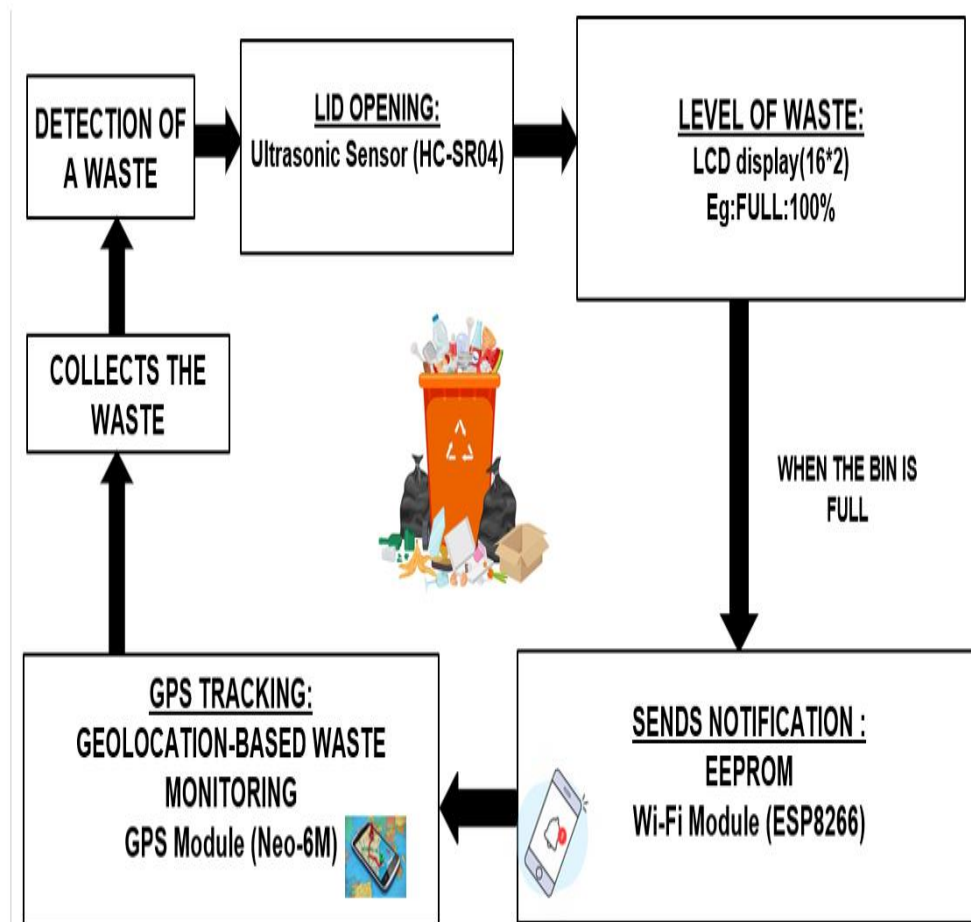 DETECTION OF
A WASTE
LID OPENING:
Ultrasonic Sensor (HC-SR04)
LEVEL OF WASTE:
LCD display(16*2)
Eg:FULL:100%
WHEN THE BIN IS
FULL
SENDS NOTIFICATION :
EEPROM
Wi-Fi Module (ESP8266)
GPS TRACKING:
GEOLOCATION-BASED WASTE
MONITORING
GPS Module (Neo-6M)
COLLECTS THE
WASTE